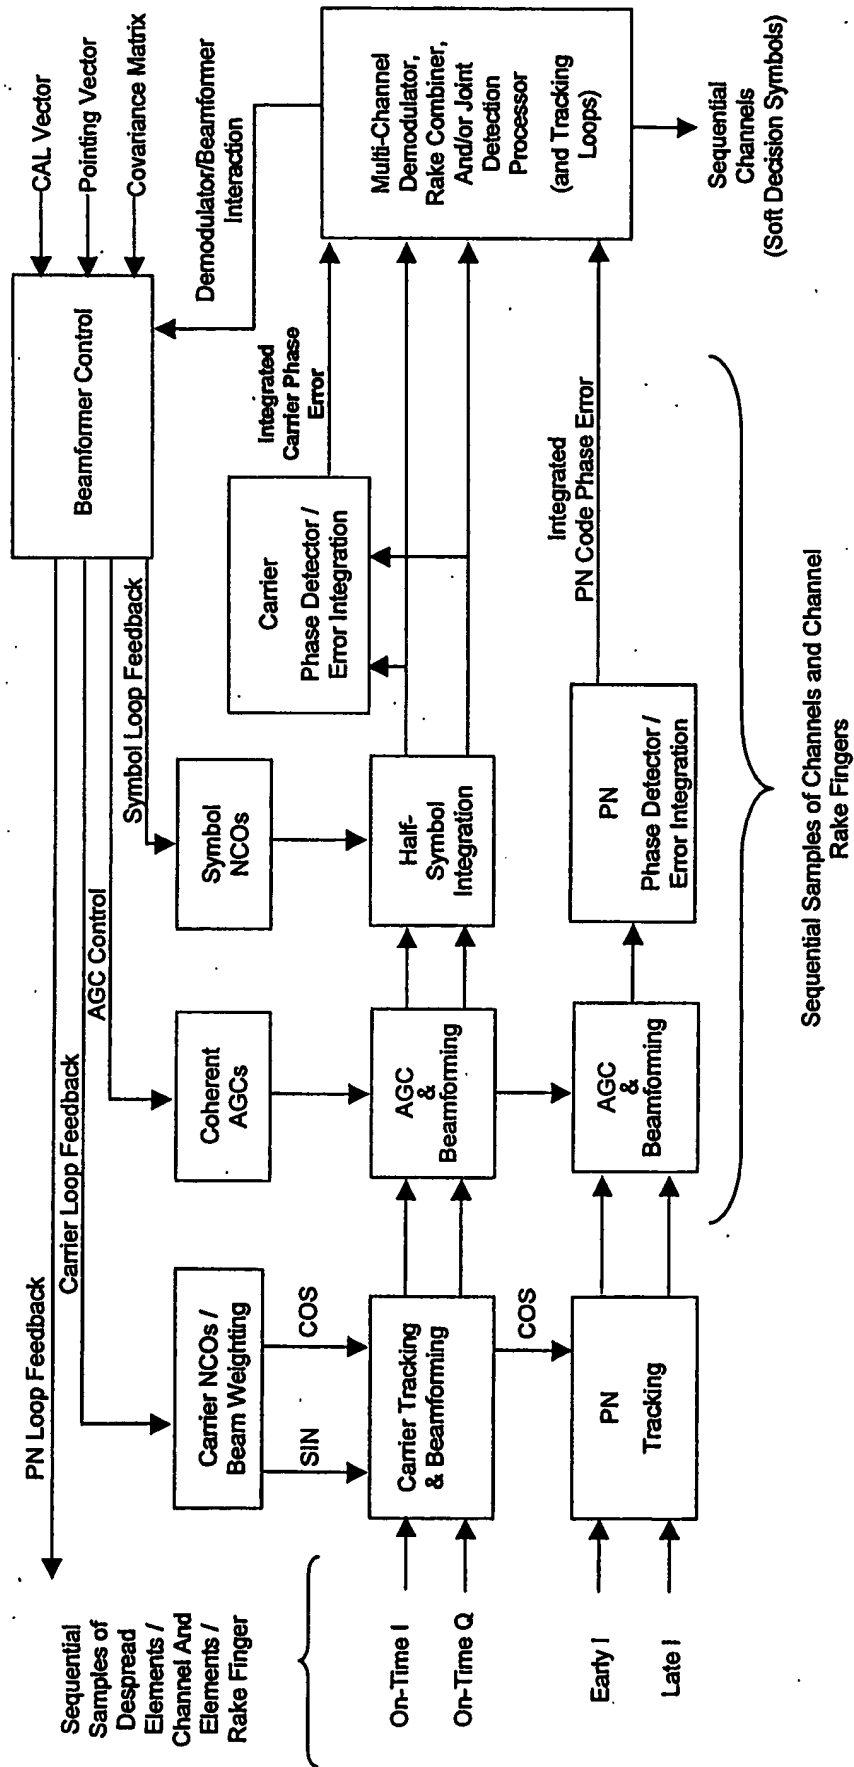 PN Loop Feedback
Carrier Loop Feedback
AGC Control
Symbol Loop Feedback
Beamformer Control
CAL Vector
Pointing Vector
Covariance Matrix
Demodulator/Beamformer
Interaction
Sequential
Samples of
Despread
Elements /
Channel And
Elements /
Rake Finger
Carrier NCOs /
Beam Weighting
Coherent
AGCs
Symbol
NCOs
SIN
COS
Carrier
Phase Detector /
Error Integration
Integrated
Carrier Phase
Error
On-Time I
On-Time Q
Carrier Tracking
& Beamforming
AGC
&
Beamforming
Half-
Symbol
Integration
Multi-Channel
Demodulator,
Rake Combiner,
And/or Joint
Detection
Processor
(and Tracking
Loops)
COS
Early I
Late I
PN
Tracking
AGC
&
Beamforming
PN
Phase Detector /
Error Integration
Integrated
PN Code Phase Error
Sequential
Channels
(Soft Decision Symbols)
Sequential Samples of Channels and Channel
Rake Fingers